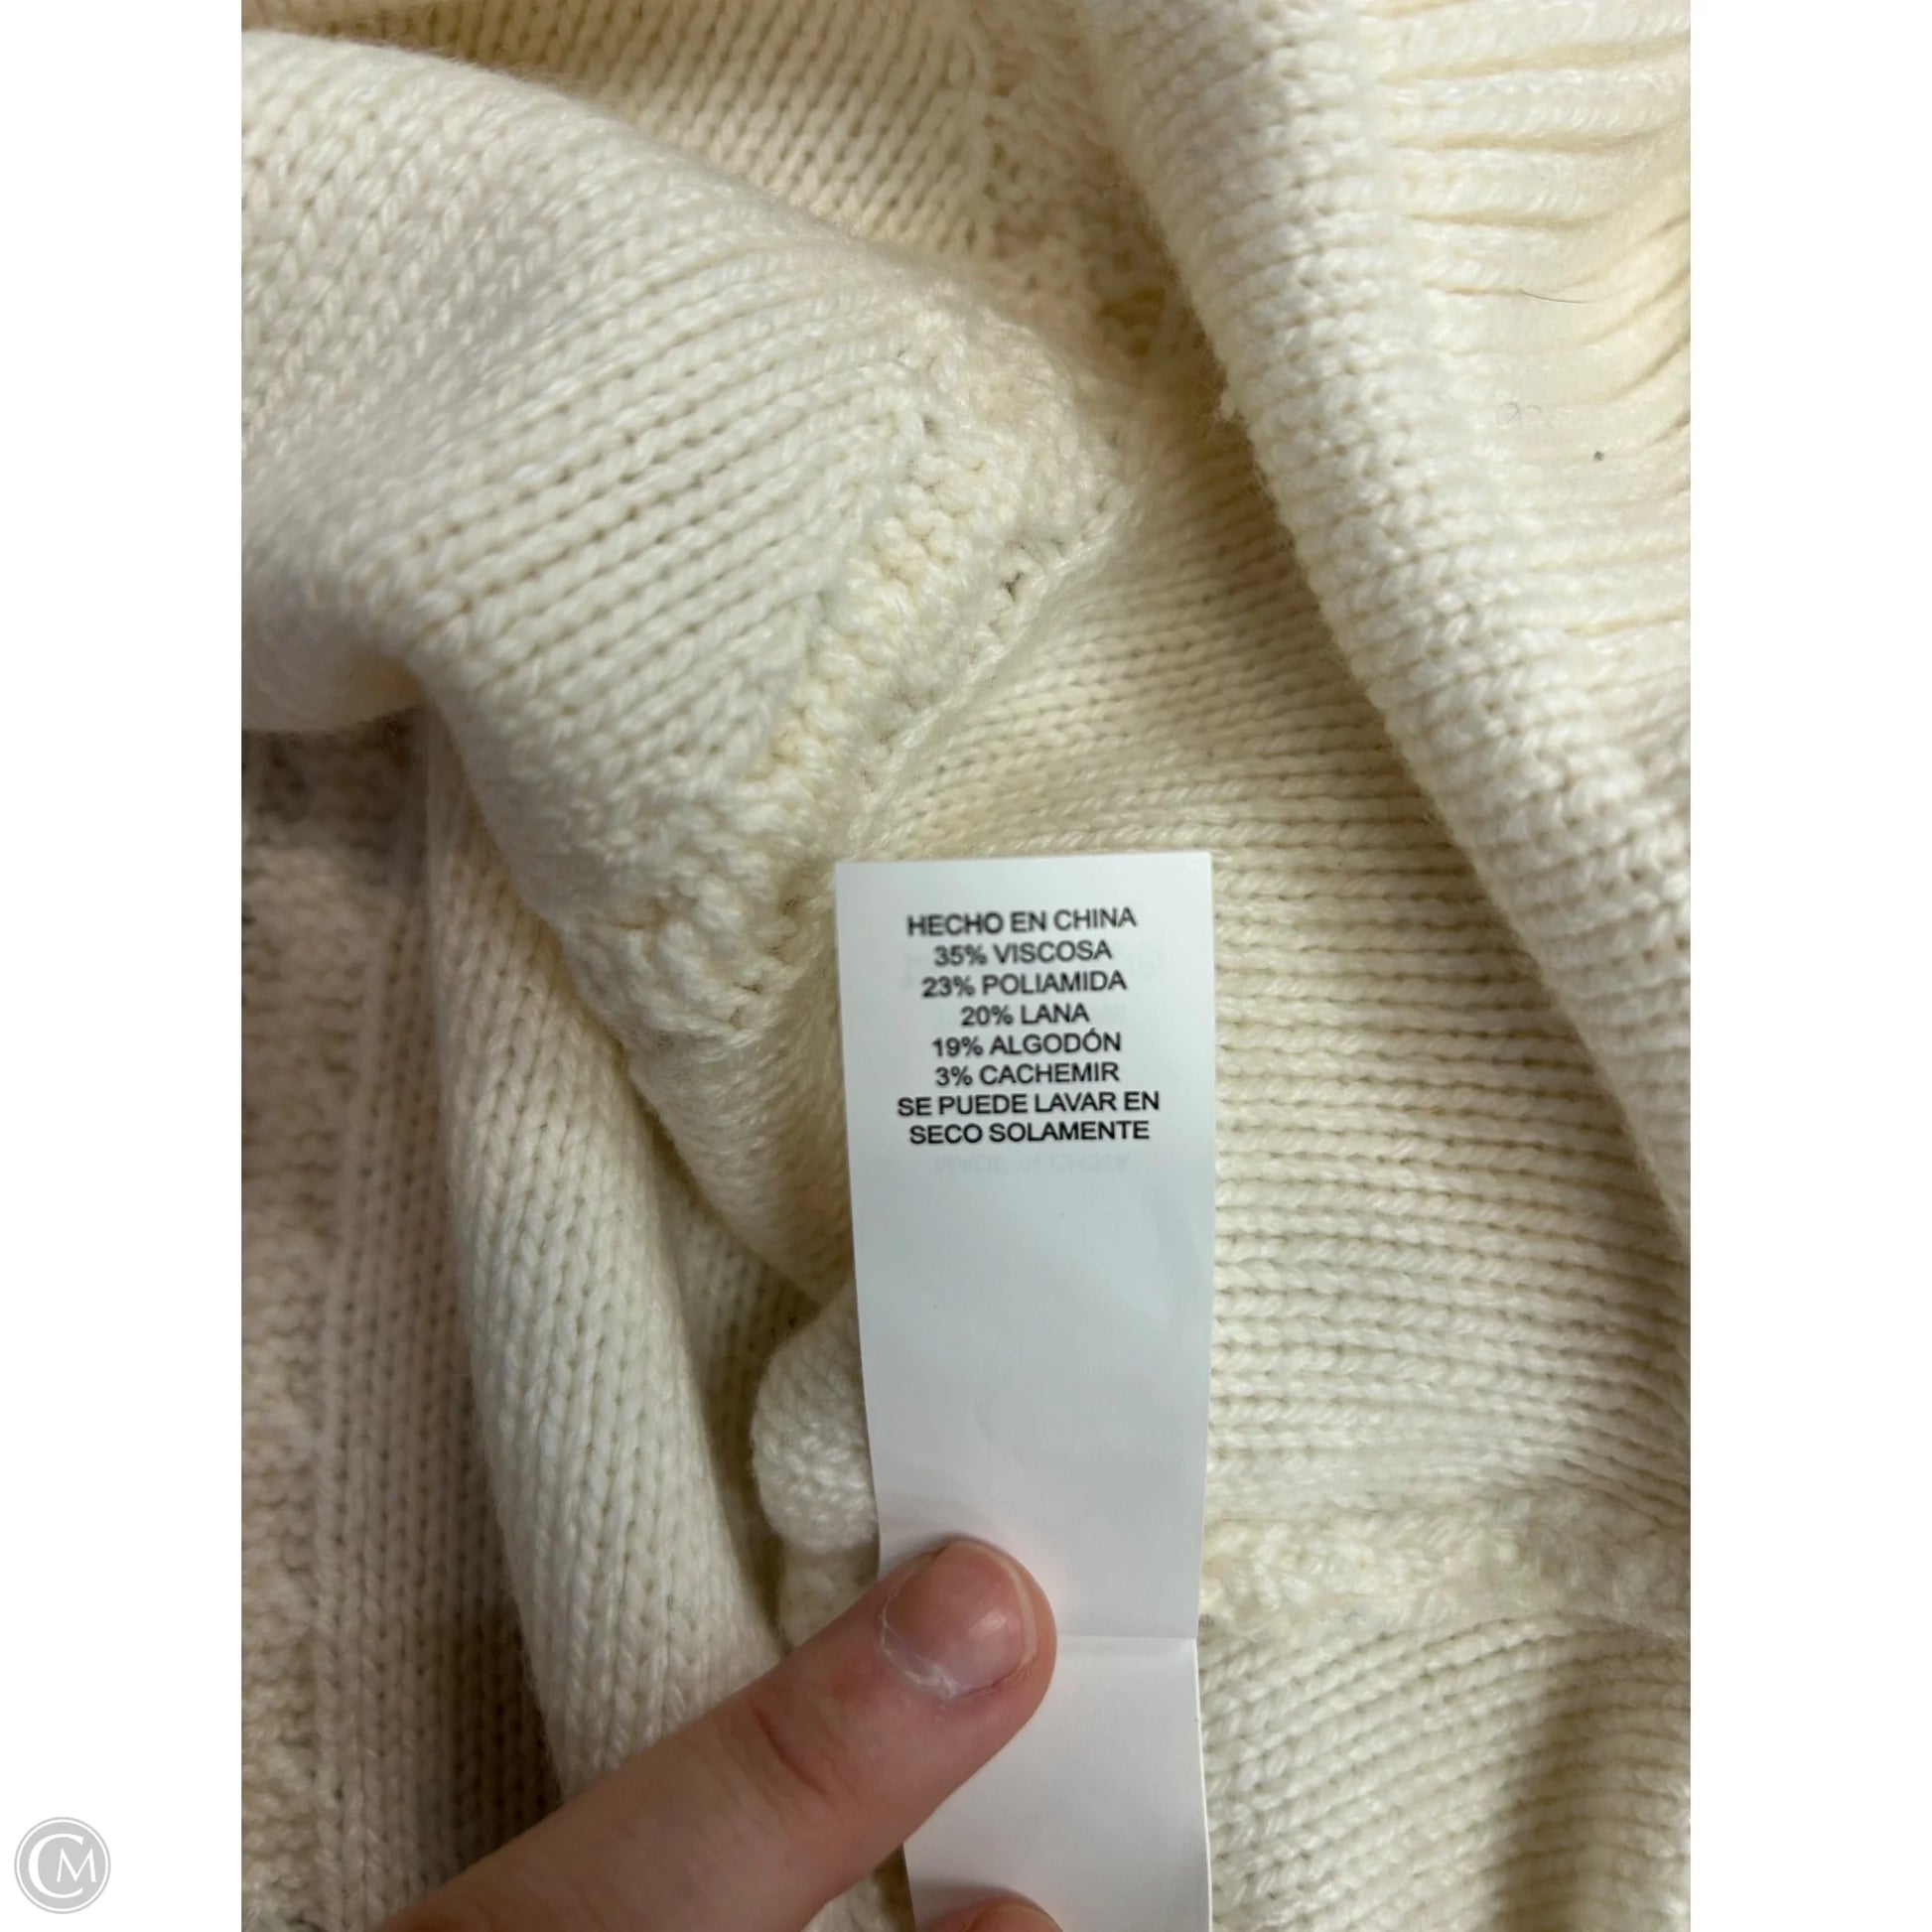 HECHO EN CHINA
35% VISCOSA
23% POLIAMIDA
20% LANA
19% ALGODÓN
3% CACHEMIR
SE PUEDE LAVAR EN
SECO SOLAMENTE
CM